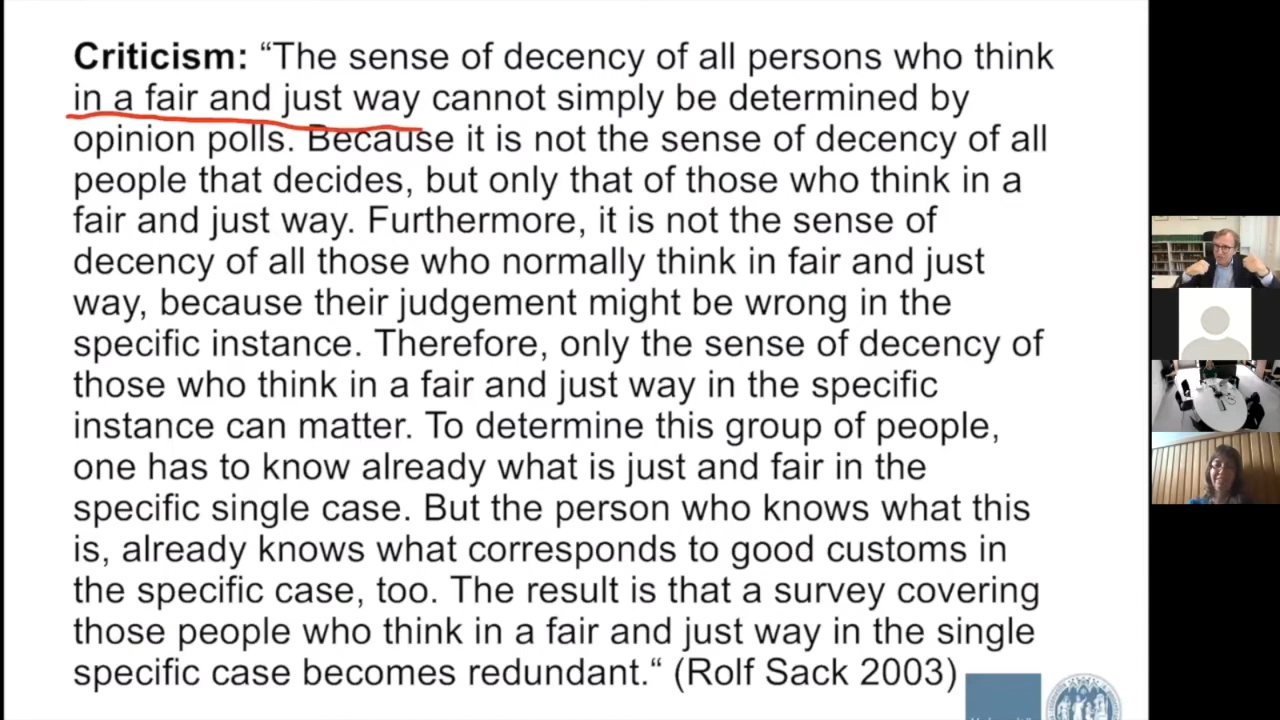 Criticism: “The sense of decency of all persons who think
in a fair and just way cannot simply be determined by
opinion polls. Because it is not the sense of decency of all
people that decides, but only that of those who think in a
fair and just way. Furthermore, it is not the sense of
decency of all those who normally think in fair and just
way, because their judgement might be wrong in the
specific instance. Therefore, only the sense of decency of
those who think in a fair and just way in the specific
instance can matter. To determine this group of people,
one has to know already what is just and fair in the
specific single case. But the person who knows what this
is, already knows what corresponds to good customs in
the specific case, too. The result is that a survey covering
those people who think in a fair and just way in the single
specific case becomes redundant.“ (Rolf Sack 2003)